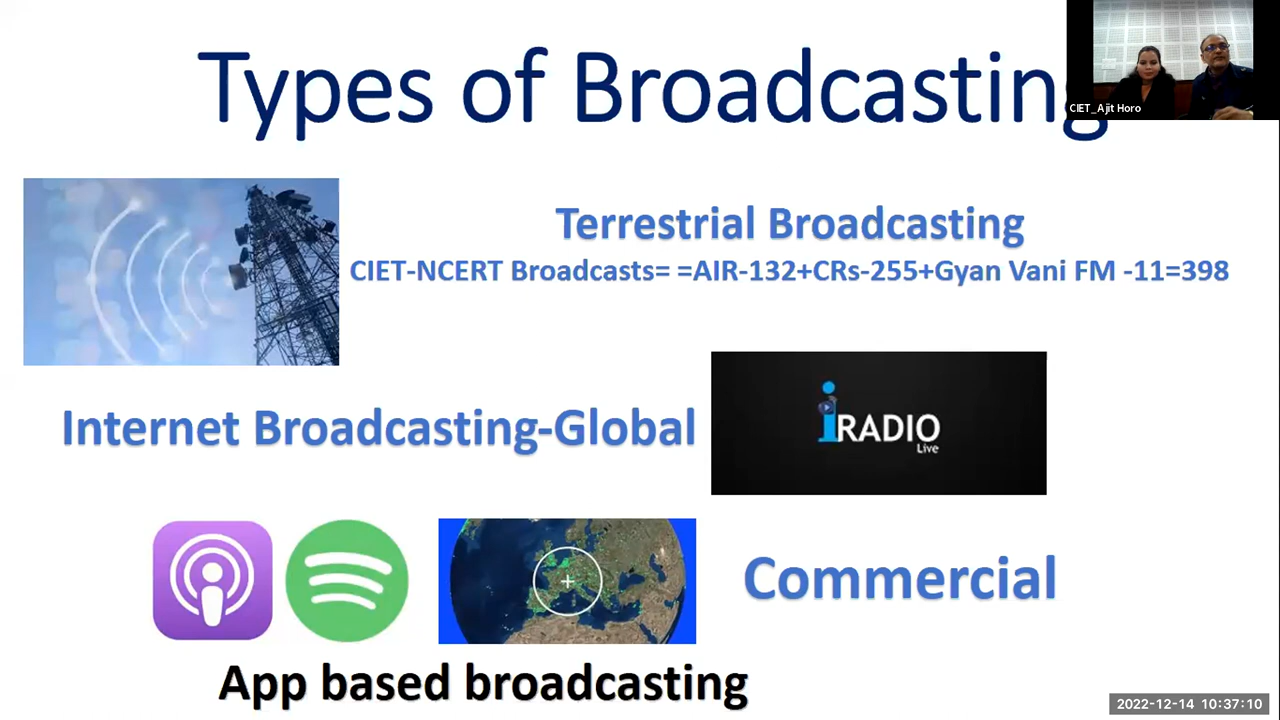 Types of Broadcasting
CIET_Ajit Horo
Terrestrial Broadcasting
CIET-NCERT Broadcasts= =AIR-132+CRs-255+Gyan Vani FM -11=398
Internet Broadcasting-Global
iRADIO
Live
Commercial
App based broadcasting
2022-12-14 10:37:10